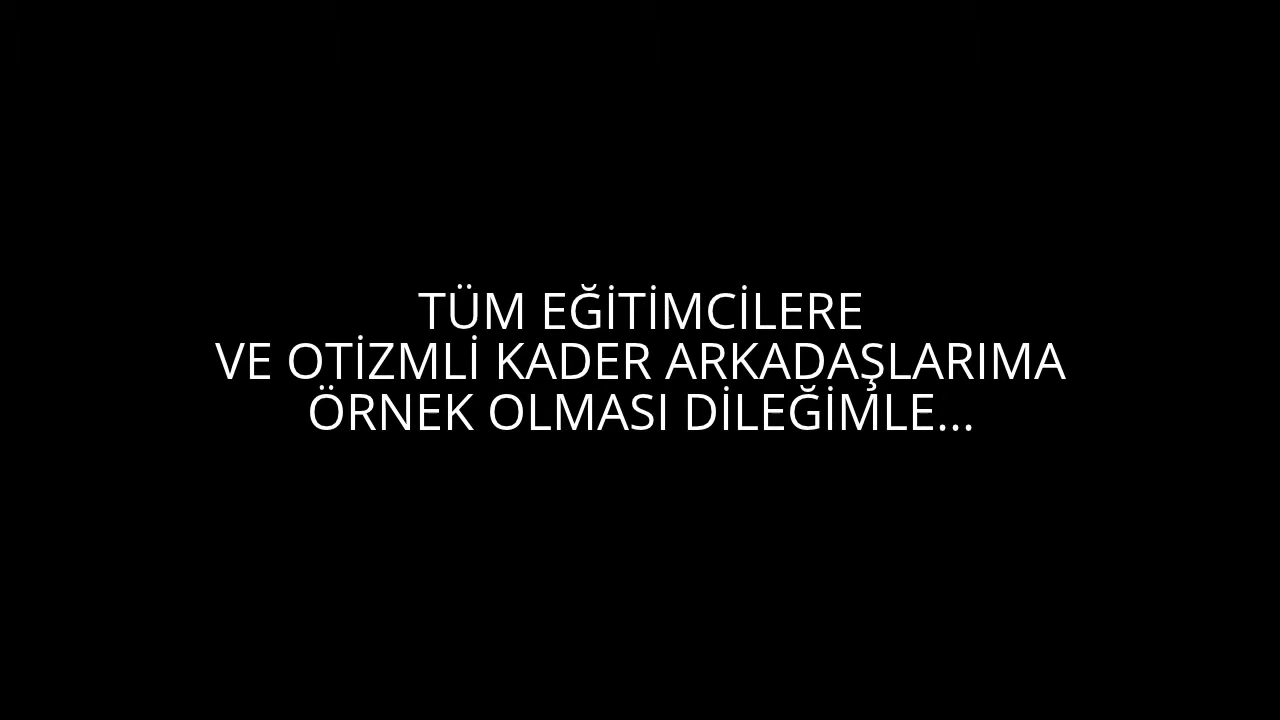 TÜM EĞİTİMCİLERE
VE OTİZMLİ KADER ARKADAŞLARIMA
ÖRNEK OLMASI DİLEĞİMLE...